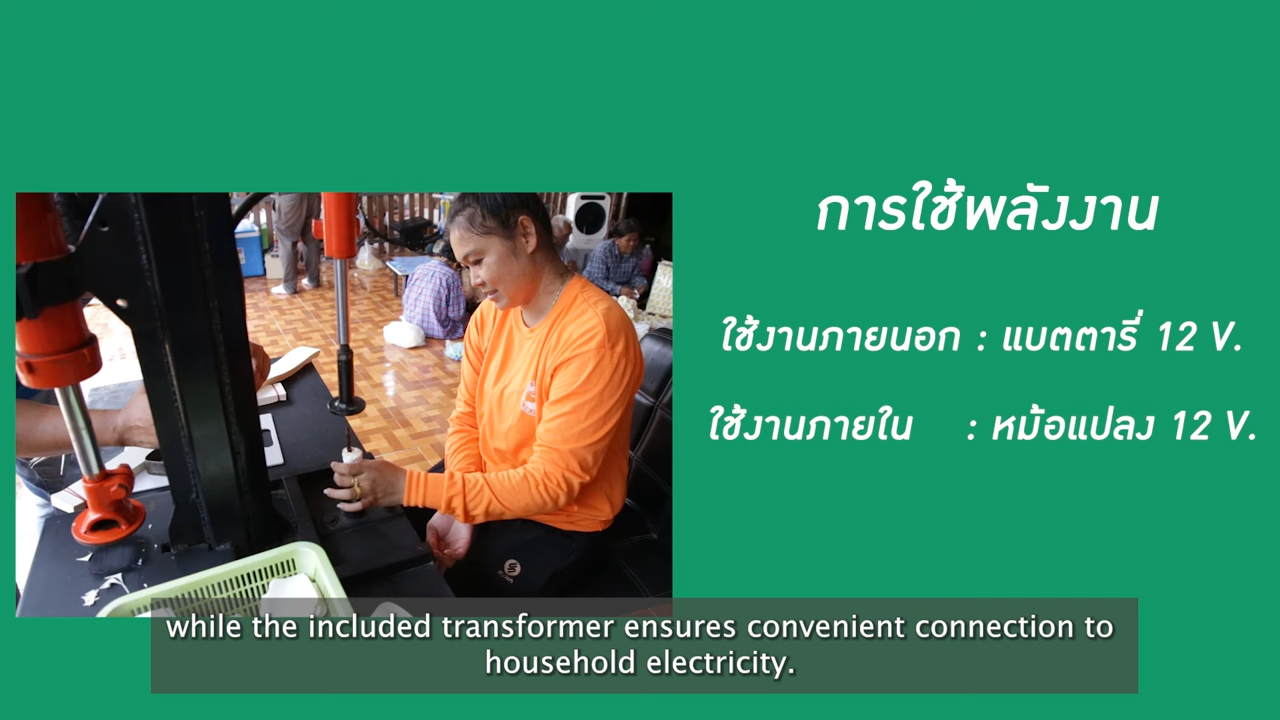 การใช้พลังงาน
ใช้งานภายนอก : แบตตารี่ 12 V.
ใช้งานภายใน : หม้อแปลง 12 V.
while the included transformer ensures convenient connection to
household electricity.